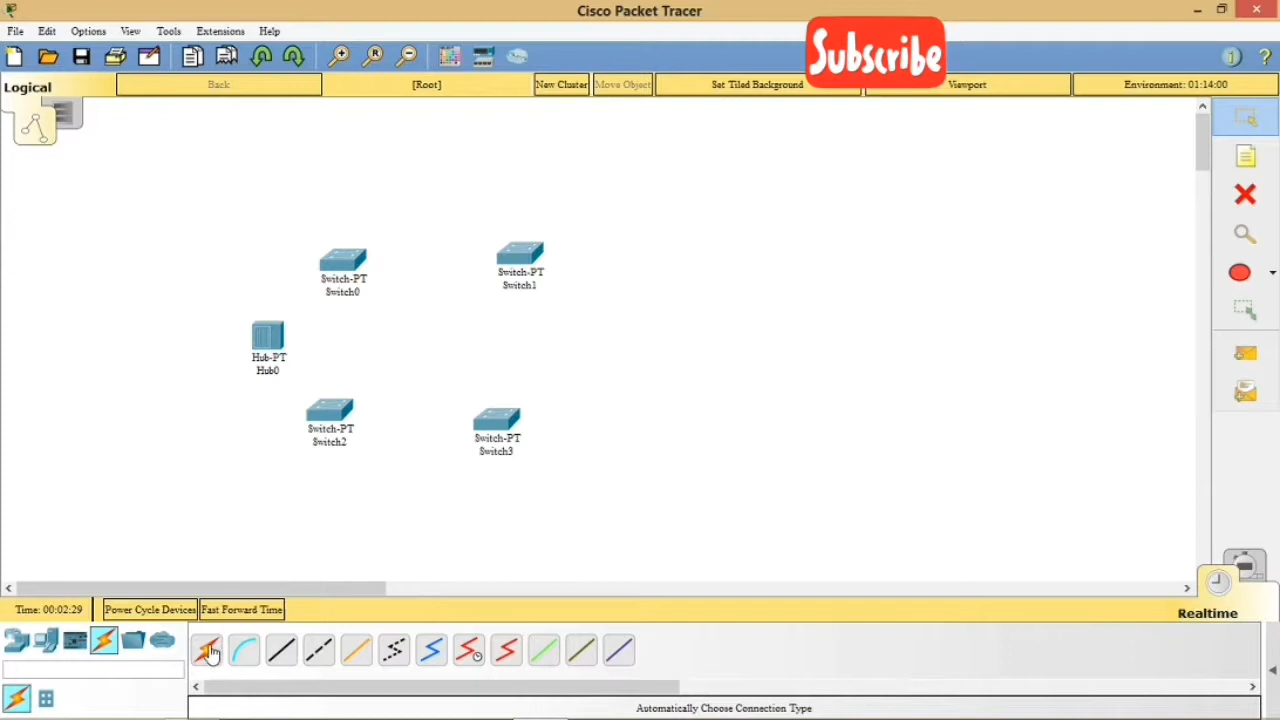 Cisco Packet Tracer
File Edit Options View Tools Extensions Help
Subscribe
Logical
Back
[Root]
New Cluster
Move Object
Set Tiled Background
Viewport
Environment: 01:14:00
Switch-PT
Switch0
Switch-PT
Switch1
Hub-PT
Hub0
Switch-PT
Switch2
Switch-PT
Switch3
Time: 00:02:29
Power Cycle Devices
Fast Forward Time
Realtime
Automatically Choose Connection Type